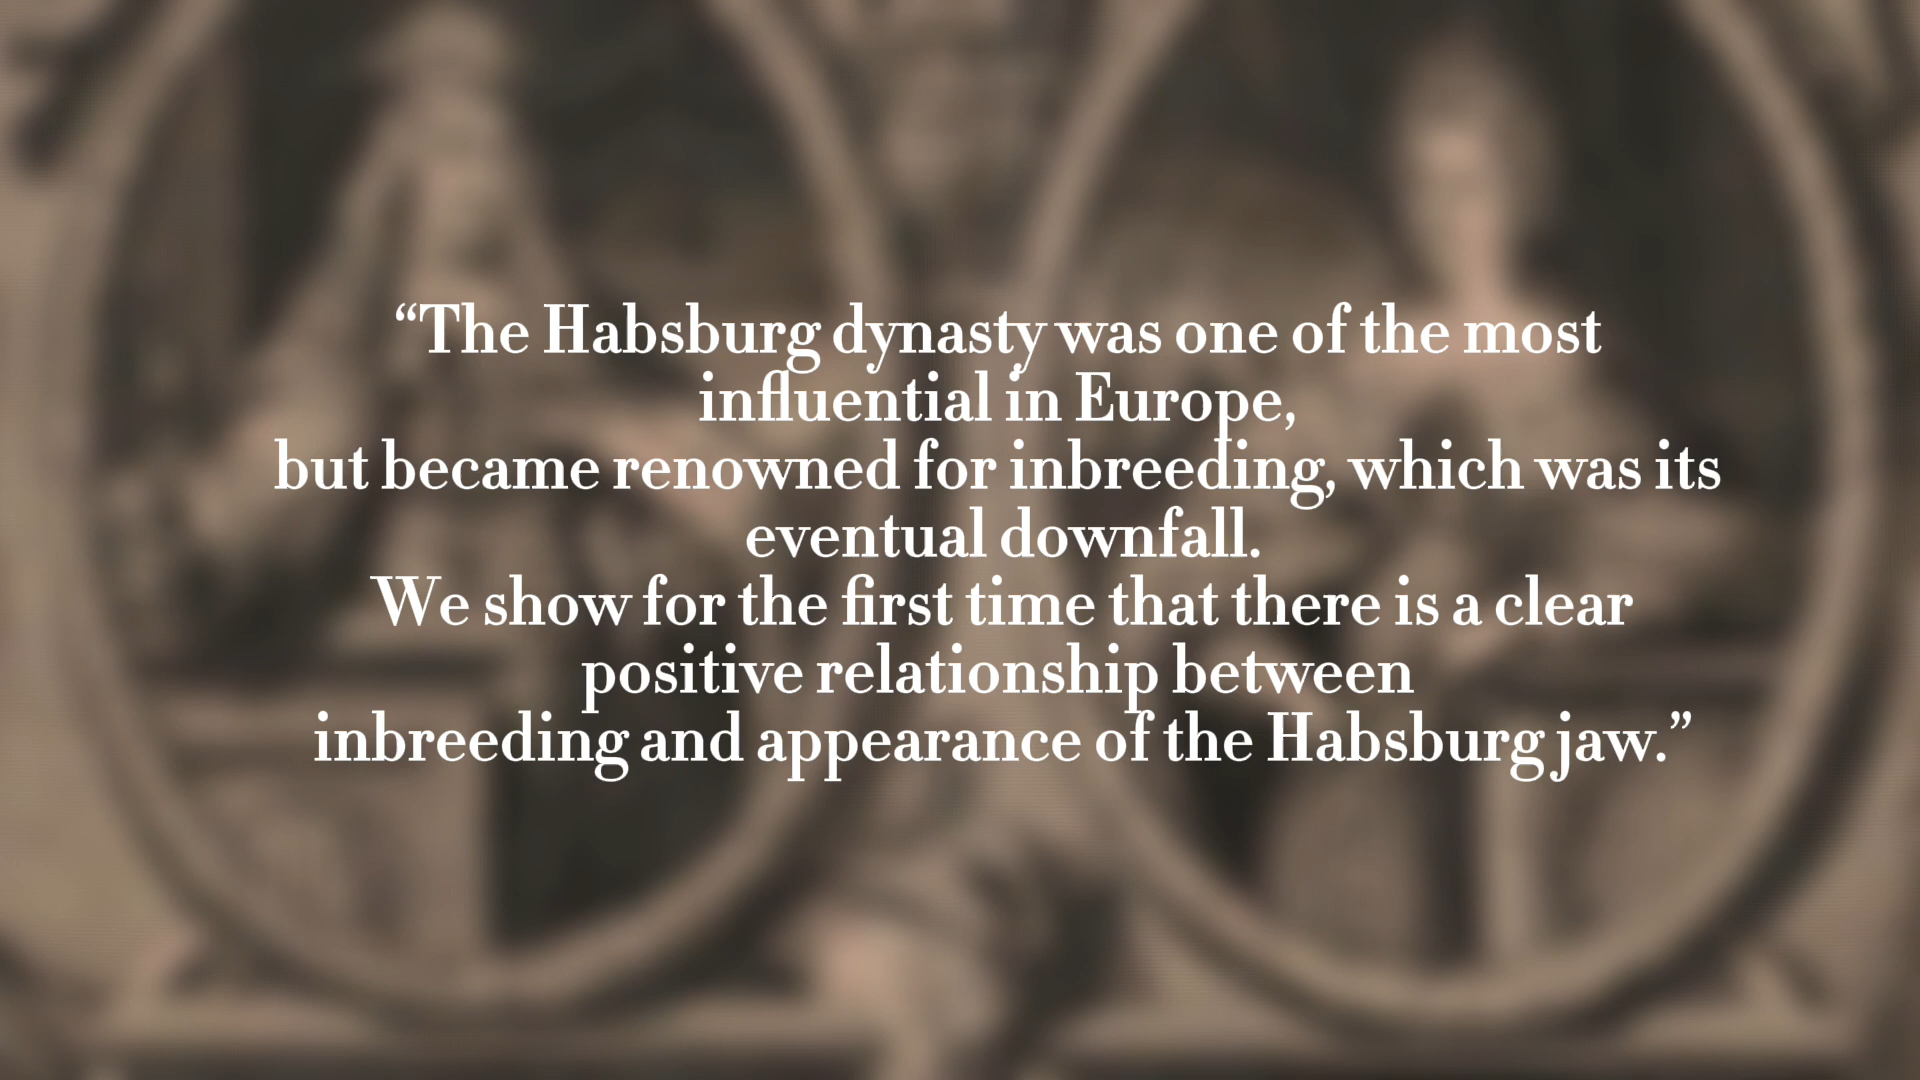 “The Habsburg dynasty was one of the most
influential in Europe,
but became renowned for inbreeding, which was its
eventual downfall.
We show for the first time that there is a clear
positive relationship between
inbreeding and appearance of the Habsburg jaw.”